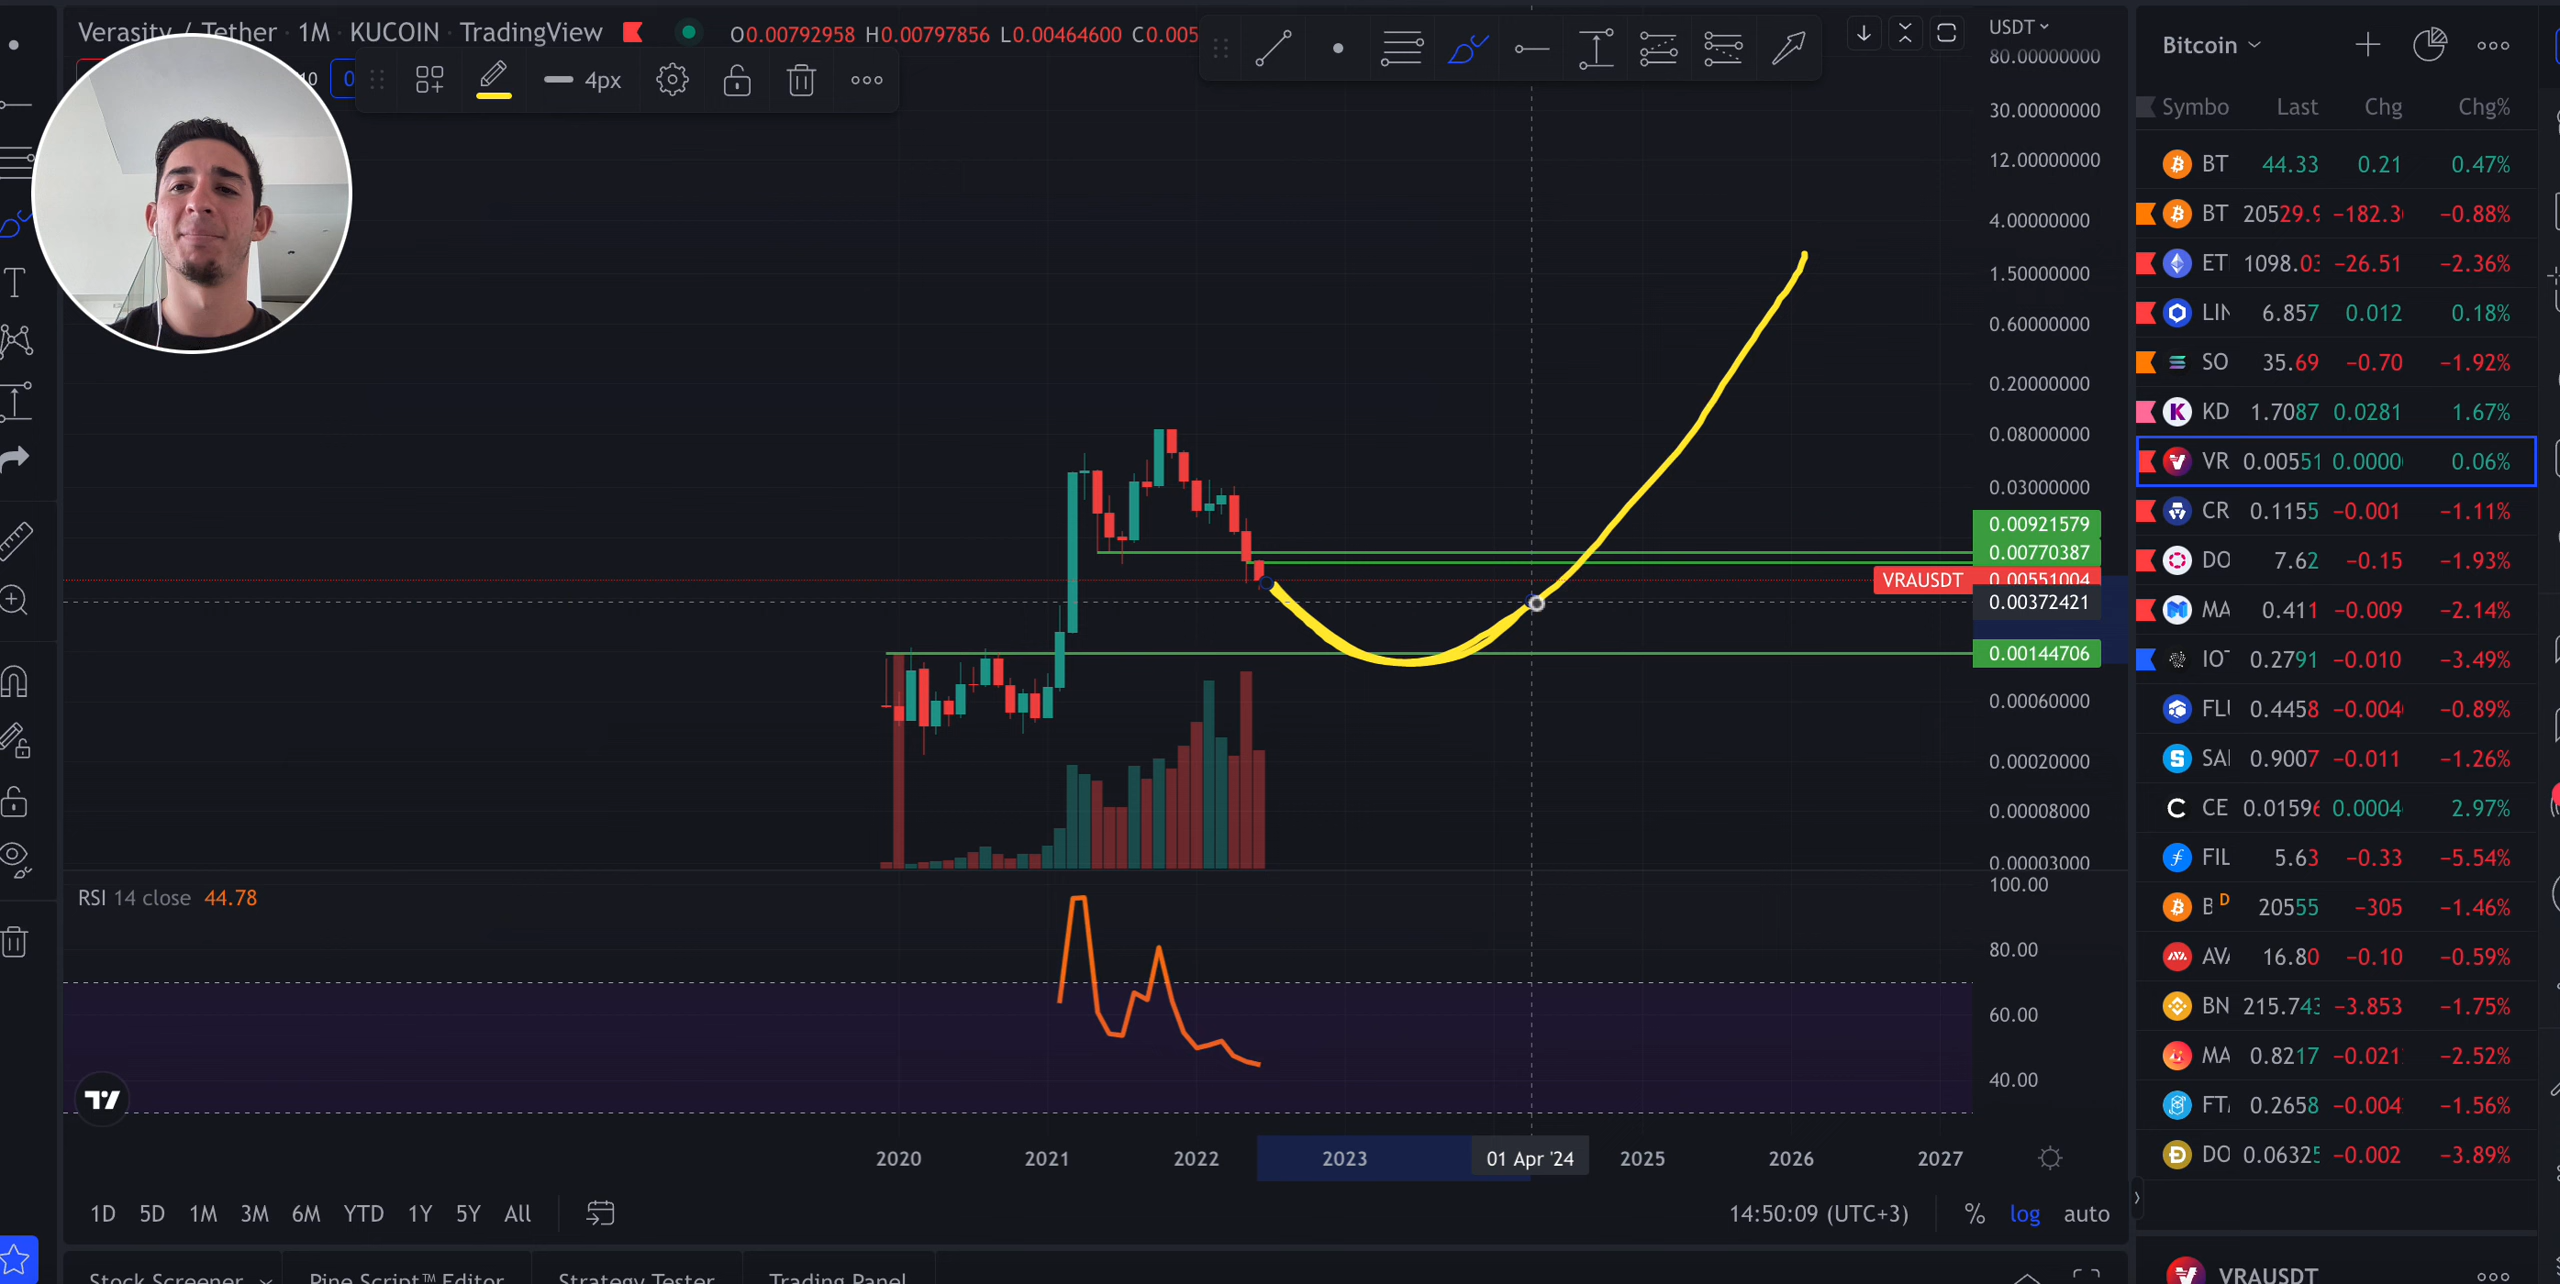 Verasity / Tether · 1M · KUCOIN · TradingView O0.00792958 H0.00797856 L0.00464600 C0.005
USDT
4px
80.00000000
30.00000000
12.00000000
4.00000000
1.50000000
0.60000000
0.20000000
0.08000000
0.03000000
0.00921579
0.00770387
VRAUSDT 0.00551004
0.00372421
0.00144706
0.00060000
0.00020000
0.00008000
0.00003000
RSI 14 close 44.78
100.00
80.00
60.00
40.00
2020 2021 2022 2023 01 Apr '24 2025 2026 2027
1D 5D 1M 3M 6M YTD 1Y 5Y All
14:50:09 (UTC+3) % log auto
Stock Screener Pine Script™ Editor Strategy Tester Trading Panel
Bitcoin
Symbo Last Chg Chg%
BT 44.33 0.21 0.47%
BT 20529.9 −182.3 −0.88%
ET 1098.03 −26.51 −2.36%
LIN 6.857 0.012 0.18%
SO 35.69 −0.70 −1.92%
KD 1.7087 0.0281 1.67%
VR 0.00551 0.0000 0.06%
CR 0.1155 −0.001 −1.11%
DO 7.62 −0.15 −1.93%
MA 0.411 −0.009 −2.14%
IOT 0.2791 −0.010 −3.49%
FLU 0.4458 −0.004 −0.89%
SAN 0.9007 −0.011 −1.26%
CE 0.01596 0.0004 2.97%
FIL 5.63 −0.33 −5.54%
B D 20555 −305 −1.46%
AVA 16.80 −0.10 −0.59%
BN 215.743 −3.853 −1.75%
MA 0.8217 −0.021 −2.52%
FT 0.2658 −0.004 −1.56%
DO 0.06325 −0.002 −3.89%
VRAUSDT